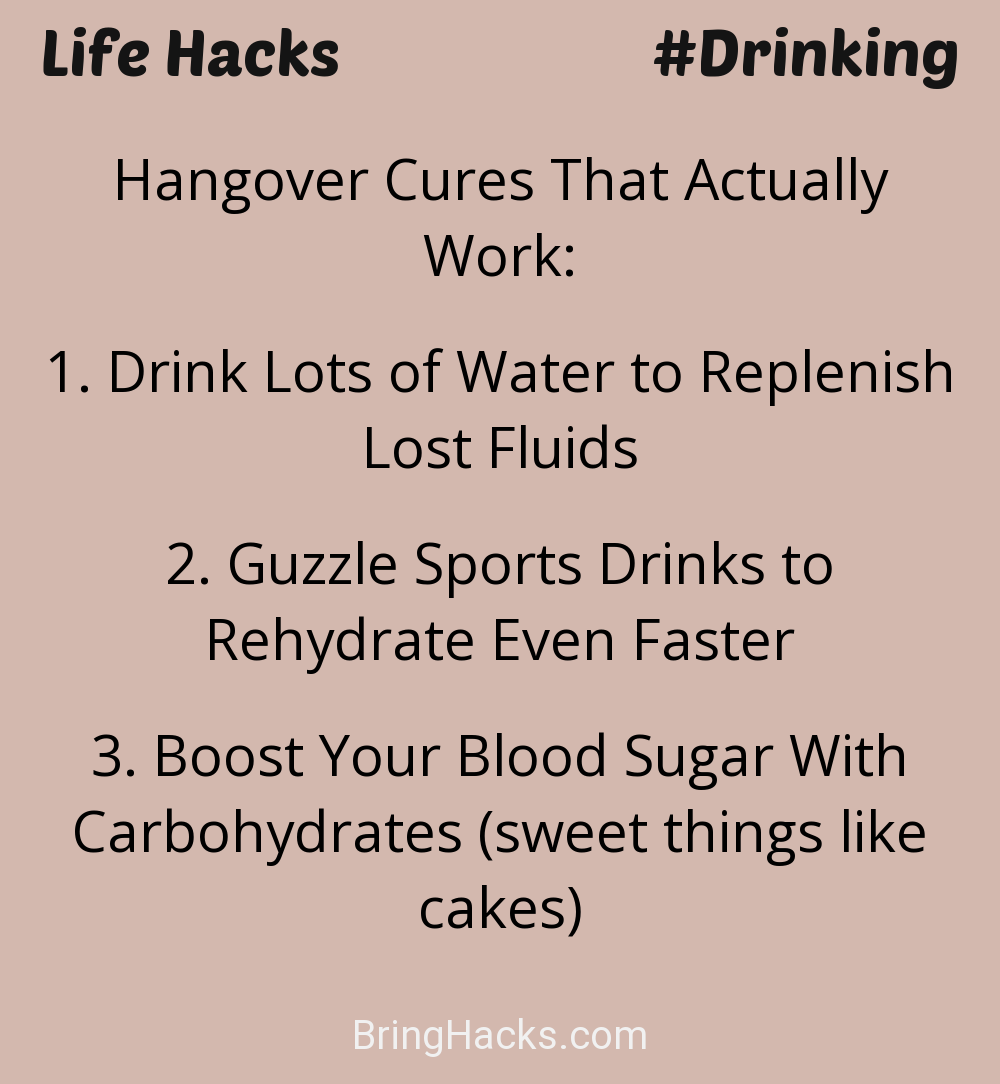 Life Hacks #Drinking
Hangover Cures That Actually
Work:
1. Drink Lots of Water to Replenish
Lost Fluids
2. Guzzle Sports Drinks to
Rehydrate Even Faster
3. Boost Your Blood Sugar With
Carbohydrates (sweet things like
cakes)
BringHacks.com